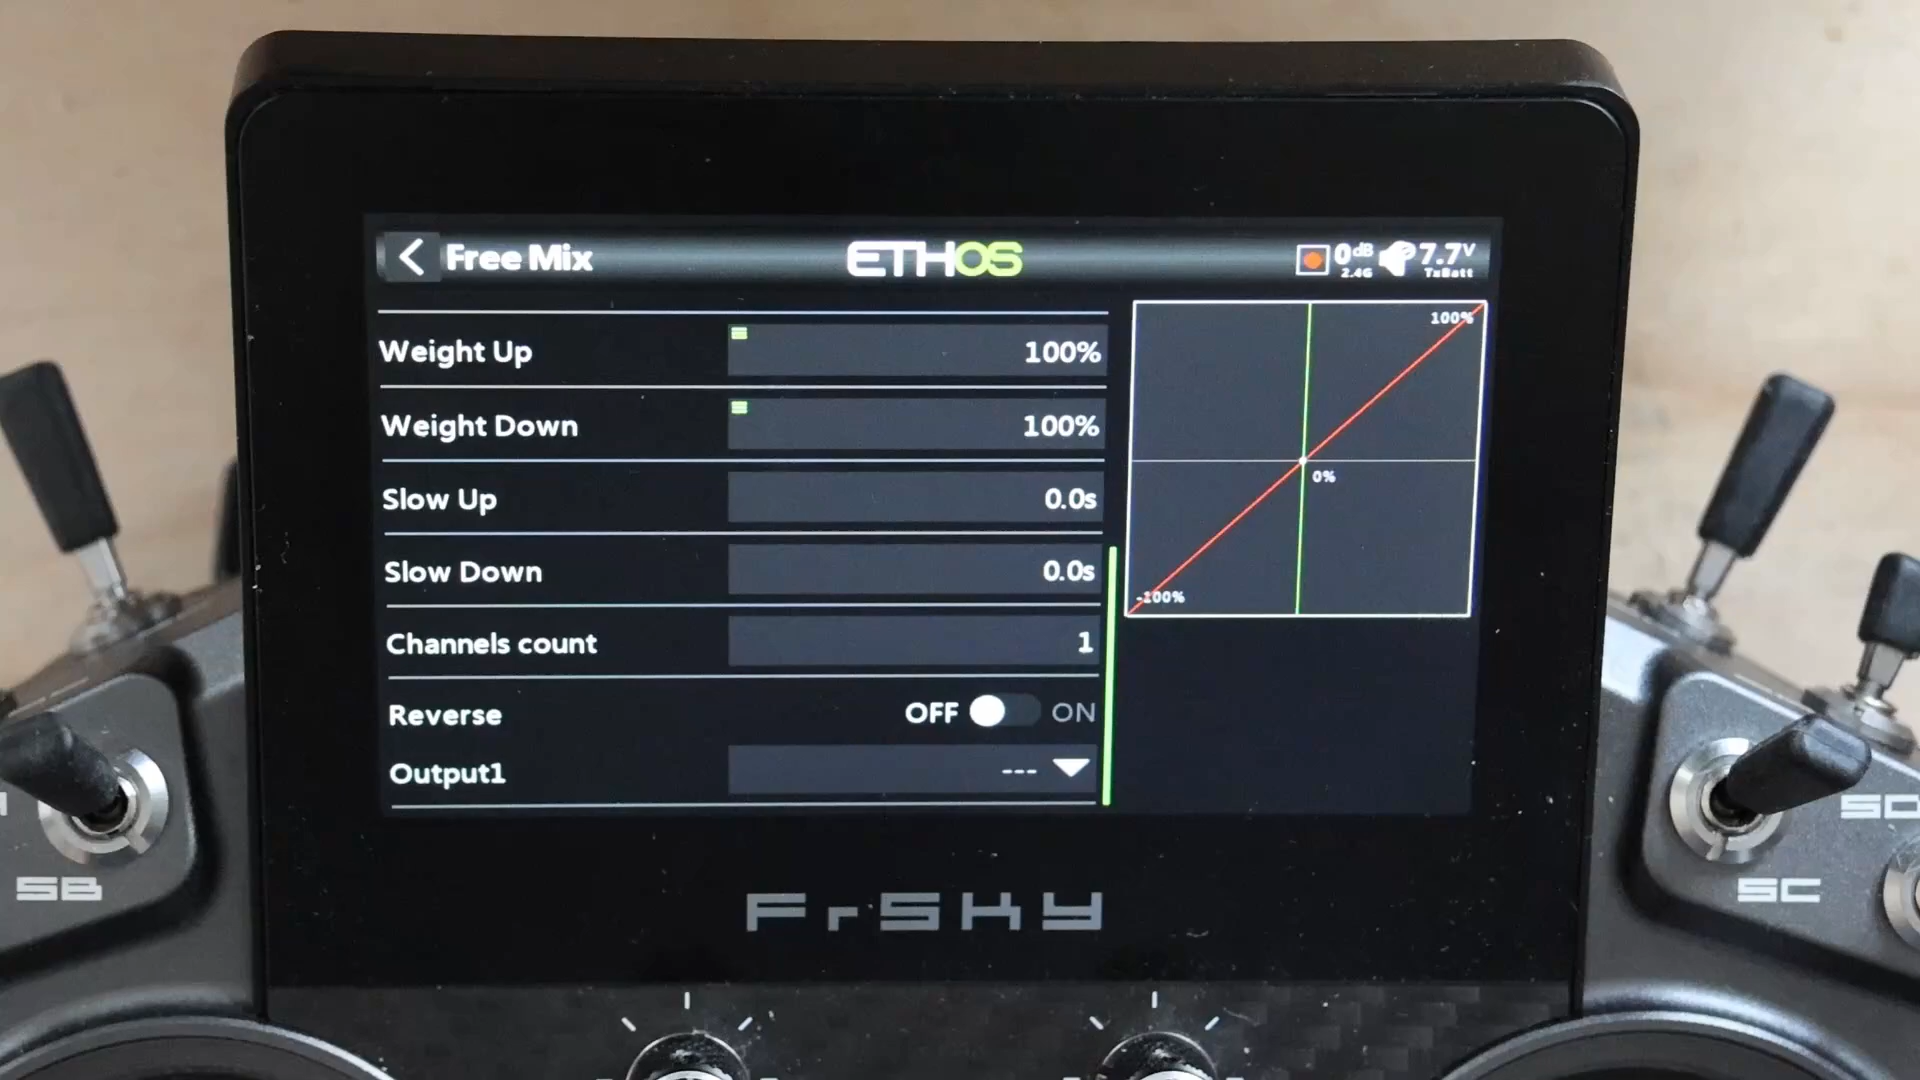 Free Mix ETHOS 0dB 2.4G 7.7V TxBatt
Weight Up 100%
Weight Down 100%
Slow Up 0.0s
Slow Down 0.0s
Channels count 1
Reverse OFF ON
Output1 ---
100%
0%
-100%
FrSKY
SB
SC
SD